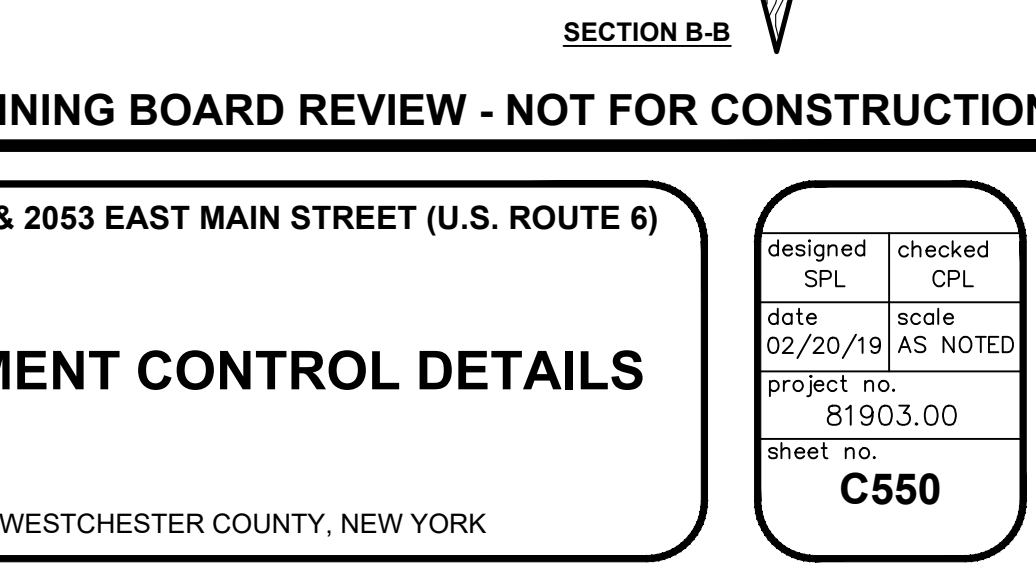 SECTION B-B
NING BOARD REVIEW - NOT FOR CONSTRUCTION
& 2053 EAST MAIN STREET (U.S. ROUTE 6)
MENT CONTROL DETAILS
WESTCHESTER COUNTY, NEW YORK
designed checked
SPL CPL
date scale
02/20/19 AS NOTED
project no.
81903.00
sheet no.
C550